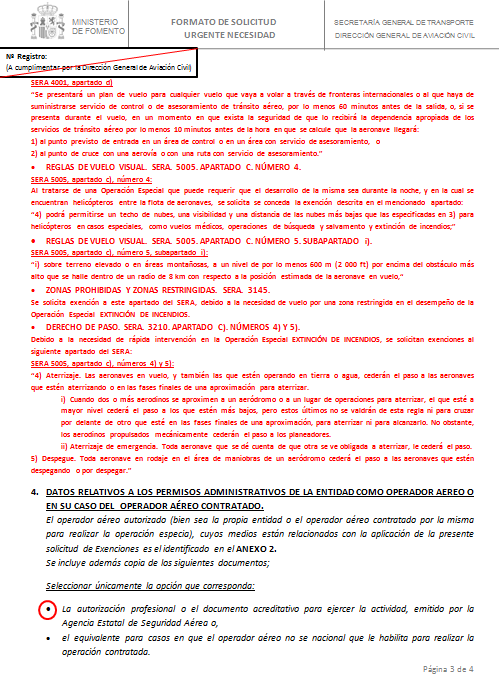 MINISTERIO
DE FOMENTO
FORMATO DE SOLICITUD
URGENTE NECESIDAD
SECRETARÍA GENERAL DE TRANSPORTE
DIRECCIÓN GENERAL DE AVIACIÓN CIVIL
Nº Registro:
(A cumplimentar por la Dirección General de Aviación Civil)
SERA 4001, apartado d)
“Se presentará un plan de vuelo para cualquier vuelo que vaya a volar a través de fronteras internacionales o al que haya de
suministrarse servicio de control o de asesoramiento de tránsito aéreo, por lo menos 60 minutos antes de la salida, o, si se
presenta durante el vuelo, en un momento en que exista la seguridad de que lo recibirá la dependencia apropiada de los
servicios de tránsito aéreo por lo menos 10 minutos antes de la hora en que se calcule que la aeronave llegará:
1) al punto previsto de entrada en un área de control o en un área con servicio de asesoramiento, o
2) al punto de cruce con una aerovía o con una ruta con servicio de asesoramiento.”
• REGLAS DE VUELO VISUAL. SERA. 5005. APARTADO C. NÚMERO 4.
SERA 5005, apartado c), número 4:
Al tratarse de una Operación Especial que puede requerir que el desarrollo de la misma sea durante la noche, y en la cual se
encuentran helicópteros entre la flota de aeronaves, se solicita se conceda la exención descrita en el mencionado apartado:
“4) podrá permitirse un techo de nubes, una visibilidad y una distancia de las nubes más bajas que las especificadas en 3) para
helicópteros en casos especiales, como vuelos médicos, operaciones de búsqueda y salvamento y extinción de incendios;”
• REGLAS DE VUELO VISUAL. SERA. 5005. APARTADO C. NÚMERO 5. SUBAPARTADO i).
SERA 5005, apartado c), número 5, subapartado i):
“i) sobre terreno elevado o en áreas montañosas, a un nivel de por lo menos 600 m (2 000 ft) por encima del obstáculo más
alto que se halle dentro de un radio de 8 km con respecto a la posición estimada de la aeronave en vuelo,”
• ZONAS PROHIBIDAS Y ZONAS RESTRINGIDAS. SERA. 3145.
Se solicita exención a este apartado del SERA, debido a la necesidad de vuelo por una zona restringida en el desempeño de la
Operación Especial EXTINCIÓN DE INCENDIOS.
• DERECHO DE PASO. SERA. 3210. APARTADO C). NÚMEROS 4) Y 5).
Debido a la necesidad de rápida intervención en la Operación Especial EXTINCIÓN DE INCENDIOS, se solicitan exenciones al
siguiente apartado del SERA:
SERA 5005, apartado c), números 4) y 5):
“4) Aterrizaje. Las aeronaves en vuelo, y también las que estén operando en tierra o agua, cederán el paso a las aeronaves
que estén aterrizando o en las fases finales de una aproximación para aterrizar.
i) Cuando dos o más aerodinos se aproximen a un aeródromo o a un lugar de operaciones para aterrizar, el que esté a
mayor nivel cederá el paso a los que estén más bajos, pero estos últimos no se valdrán de esta regla ni para cruzar
por delante de otro que esté en las fases finales de una aproximación, para aterrizar ni para alcanzarlo. No obstante,
los aerodinos propulsados mecánicamente cederán el paso a los planeadores.
ii) Aterrizaje de emergencia. Toda aeronave que se dé cuenta de que otra se ve obligada a aterrizar, le cederá el paso.
5) Despegue. Toda aeronave en rodaje en el área de maniobras de un aeródromo cederá el paso a las aeronaves que estén
despegando o por despegar.”
4. DATOS RELATIVOS A LOS PERMISOS ADMINISTRATIVOS DE LA ENTIDAD COMO OPERADOR AEREO O
EN SU CASO DEL OPERADOR AÉREO CONTRATADO.
El operador aéreo autorizado (bien sea la propia entidad o el operador aéreo contratado por la misma
para realizar la operación especia), cuyos medios están relacionados con la aplicación de la presente
solicitud de Exenciones es el identificado en el ANEXO 2.
Se incluye además copia de los siguientes documentos;
Seleccionar únicamente la opción que corresponda:
• La autorización profesional o el documento acreditativo para ejercer la actividad, emitido por la
Agencia Estatal de Seguridad Aérea o,
• el equivalente para casos en que el operador aéreo no se nacional que le habilita para realizar la
operación contratada.
Página 3 de 4